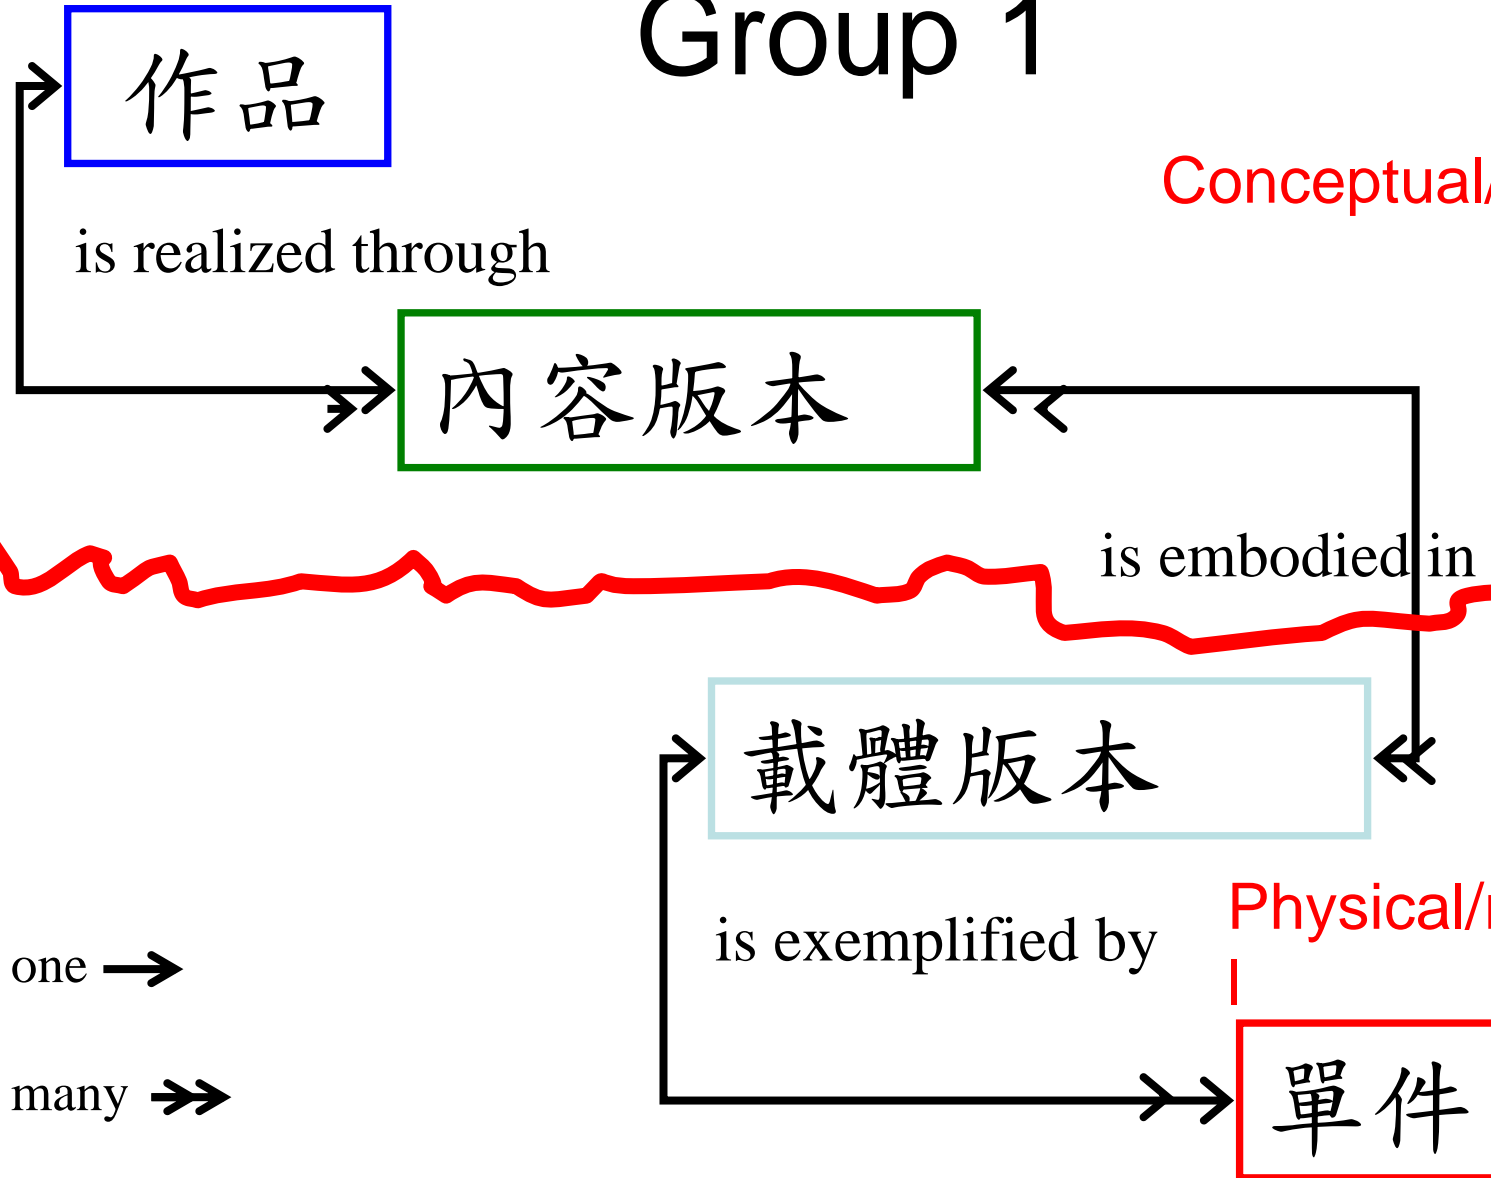 Group 1
作品
Conceptual/
is realized through
內容版本
is embodied in
載體版本
Physical/
is exemplified by
one
單件
many